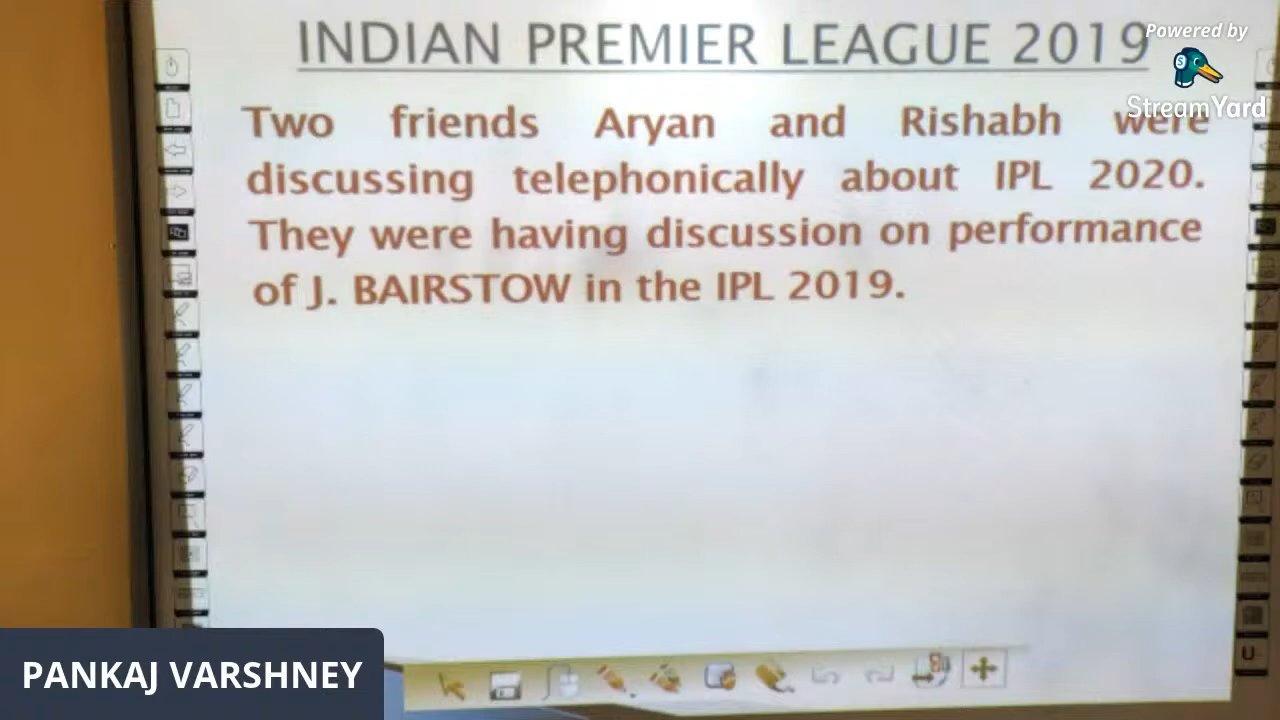 INDIAN PREMIER LEAGUE 2019
Powered by
StreamYard
Two friends Aryan and Rishabh were
discussing telephonically about IPL 2020.
They were having discussion on performance
of J. BAIRSTOW in the IPL 2019.
U
PANKAJ VARSHNEY